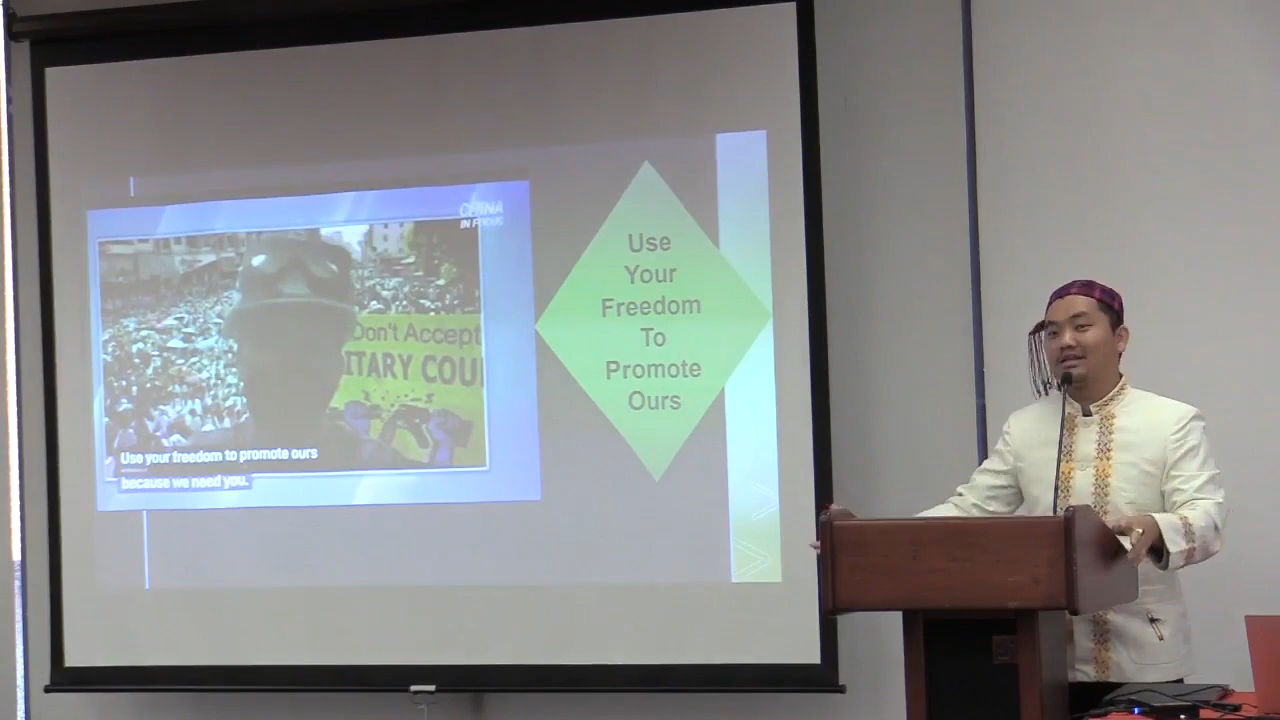 CHINA
IN FOCUS
Don't Accept
ITARY COU
Use your freedom to promote ours
because we need you.
Use
Your
Freedom
To
Promote
Ours